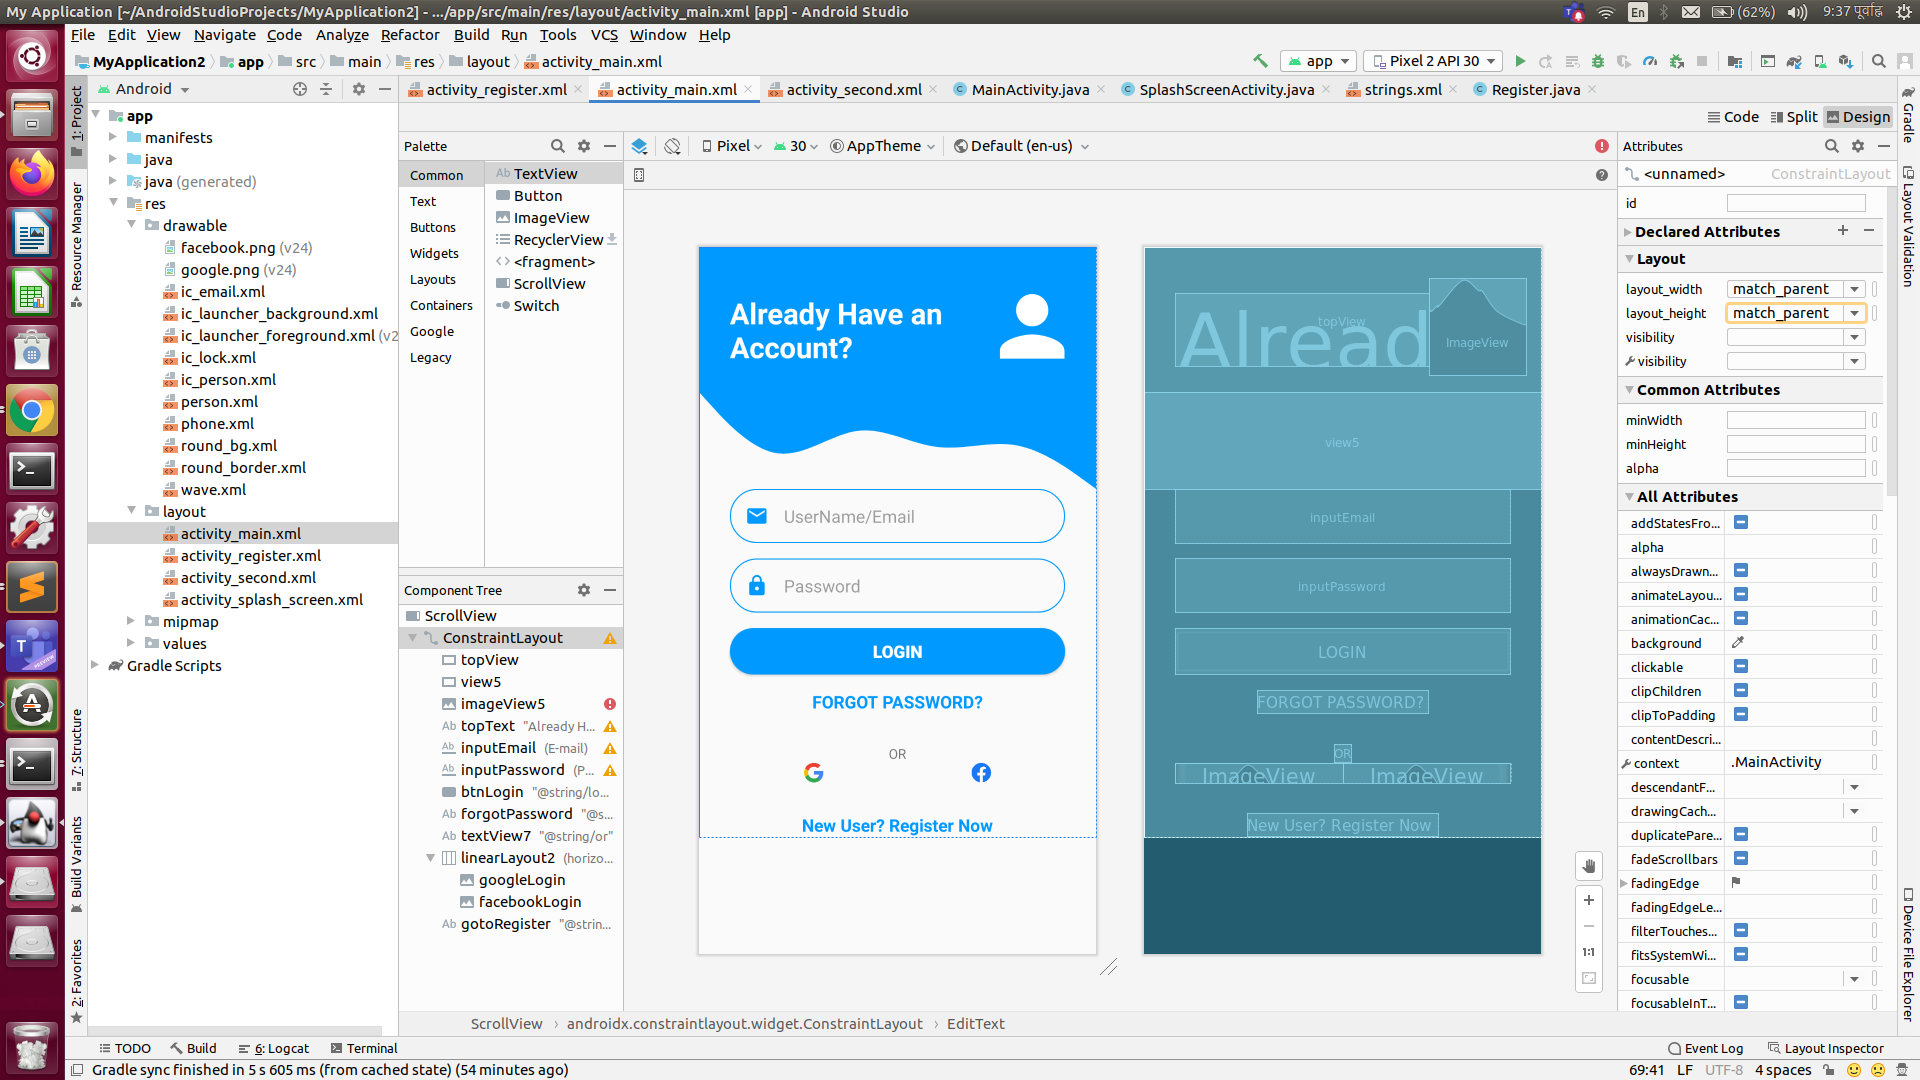 My Application [~/AndroidStudioProjects/MyApplication2] - .../app/src/main/res/layout/activity_main.xml [app] - Android Studio
En (62%) 9:37 पूर्वाह्न
File Edit View Navigate Code Analyze Refactor Build Run Tools VCS Window Help
MyApplication2 app src main res layout activity_main.xml app Pixel 2 API 30
1: Project
Resource Manager
7: Structure
Build Variants
2: Favorites
Android
app
manifests
java
java (generated)
res
drawable
facebook.png (v24)
google.png (v24)
ic_email.xml
ic_launcher_background.xml
ic_launcher_foreground.xml (v2
ic_lock.xml
ic_person.xml
person.xml
phone.xml
round_bg.xml
round_border.xml
wave.xml
layout
activity_main.xml
activity_register.xml
activity_second.xml
activity_splash_screen.xml
mipmap
values
Gradle Scripts
activity_register.xml activity_main.xml activity_second.xml MainActivity.java SplashScreenActivity.java strings.xml Register.java
Code Split Design
Palette
Common
Text
Buttons
Widgets
Layouts
Containers
Google
Legacy
Ab TextView
Button
ImageView
RecyclerView
<fragment>
ScrollView
Switch
Component Tree
ScrollView
ConstraintLayout
topView
view5
imageView5
Ab topText "Already H...
Ab inputEmail (E-mail)
Ab inputPassword (P...
btnLogin "@string/lo...
Ab forgotPassword "@s...
Ab textView7 "@string/or"
linearLayout2 (horizo...
googleLogin
facebookLogin
Ab gotoRegister "@strin...
Pixel 30 AppTheme Default (en-us)
Already Have an
Account?
UserName/Email
Password
LOGIN
FORGOT PASSWORD?
OR
New User? Register Now
topView
Alread
ImageView
view5
inputEmail
inputPassword
LOGIN
FORGOT PASSWORD?
OR
ImageView ImageView
New User? Register Now
1:1
ScrollView › androidx.constraintlayout.widget.ConstraintLayout › EditText
Attributes
<unnamed> ConstraintLayout
id
Declared Attributes
Layout
layout_width match_parent
layout_height match_parent
visibility
visibility
Common Attributes
minWidth
minHeight
alpha
All Attributes
addStatesFro...
alpha
alwaysDrawn...
animateLayou...
animationCac...
background
clickable
clipChildren
clipToPadding
contentDescri...
context .MainActivity
descendantF...
drawingCach...
duplicatePare...
fadeScrollbars
fadingEdge
fadingEdgeLe...
filterTouches...
fitsSystemWi...
focusable
focusableInT...
Gradle
Layout Validation
Device File Explorer
TODO Build 6: Logcat Terminal Event Log Layout Inspector
Gradle sync finished in 5 s 605 ms (from cached state) (54 minutes ago) 69:41 LF UTF-8 4 spaces